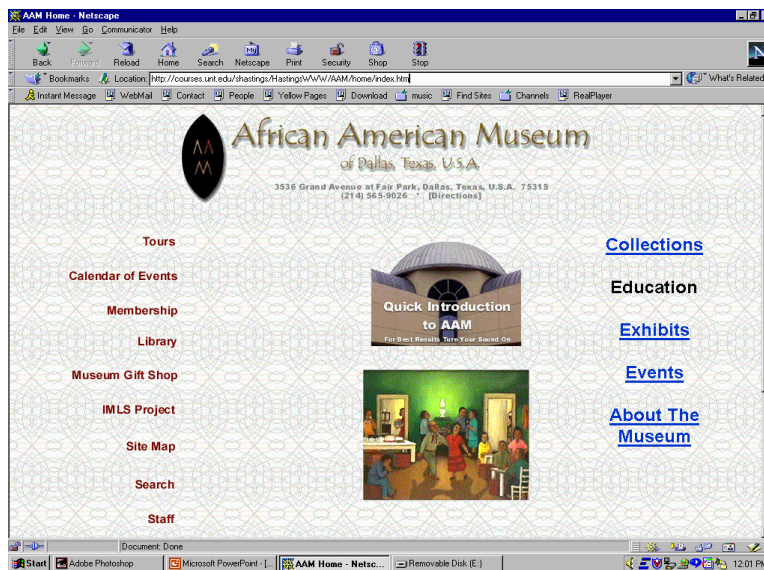 AAM Home - Netscape
File Edit View Go Communicator Help
Back Forward Reload Home Search Netscape Print Security Shop Stop
My
N
Bookmarks Location: http://courses.unt.edu/shastings/HastingsWWW/AAM/home/index.htm What's Related
Instant Message WebMail Contact People Yellow Pages Download music Find Sites Channels RealPlayer
AA
M
African American Museum
of Dallas, Texas, U.S.A.
3536 Grand Avenue at Fair Park, Dallas, Texas, U.S.A. 75315
(214) 565-9026 * [Directions]
Tours
Calendar of Events
Membership
Library
Museum Gift Shop
IMLS Project
Site Map
Search
Staff
Quick Introduction
to AAM
For Best Results Turn Your Sound On
Collections
Education
Exhibits
Events
About The
Museum
Document: Done
Start Adobe Photoshop Microsoft PowerPoint - [... AAM Home - Netsc... Removable Disk (E:) 12:01 PM